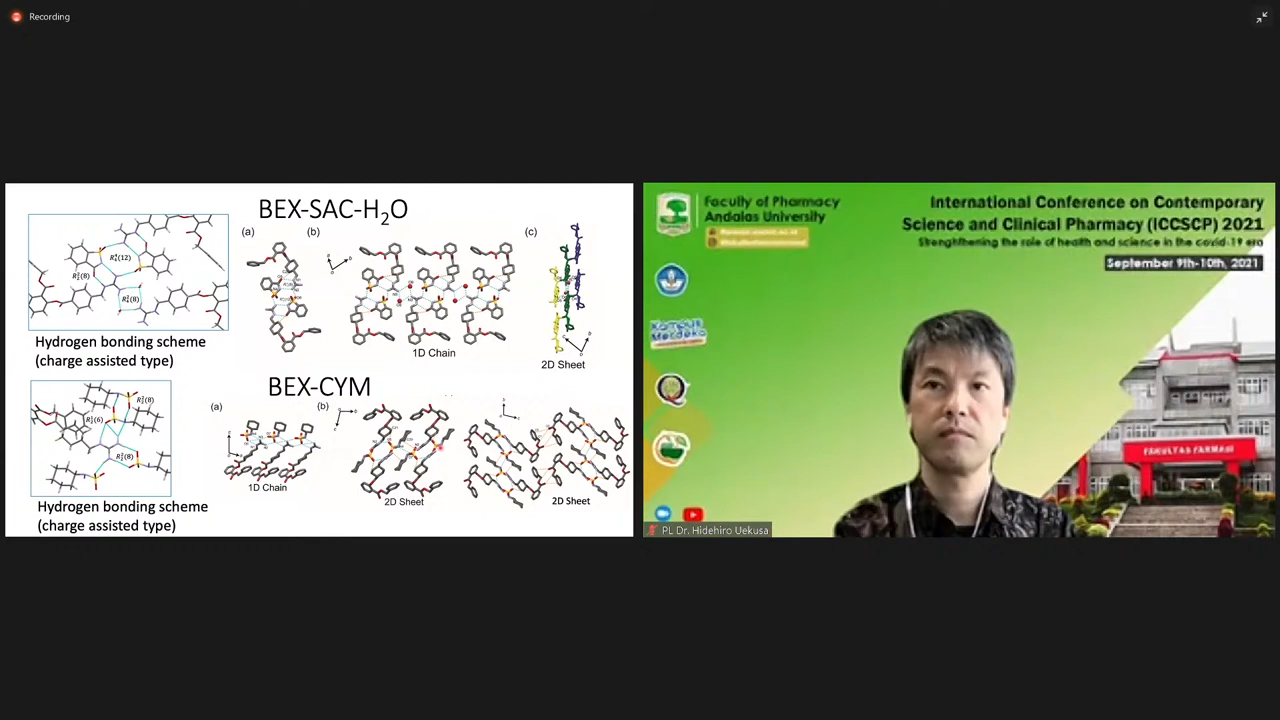 Recording
BEX-SAC-H₂O
(a)
(b)
(c)
Hydrogen bonding scheme
(charge assisted type)
1D Chain
2D Sheet
BEX-CYM
(a)
(b)
Hydrogen bonding scheme
(charge assisted type)
1D Chain
2D Sheet
2D Sheet
Faculty of Pharmacy
Andalas University
International Conference on Contemporary
Science and Clinical Pharmacy (ICCSCP) 2021
Strengthening the role of health and science in the covid-19 era
September 9th-10th, 2021
Kampus
Merdeka
FAKULTAS FARMASI
PL Dr. Hidehiro Uekusa